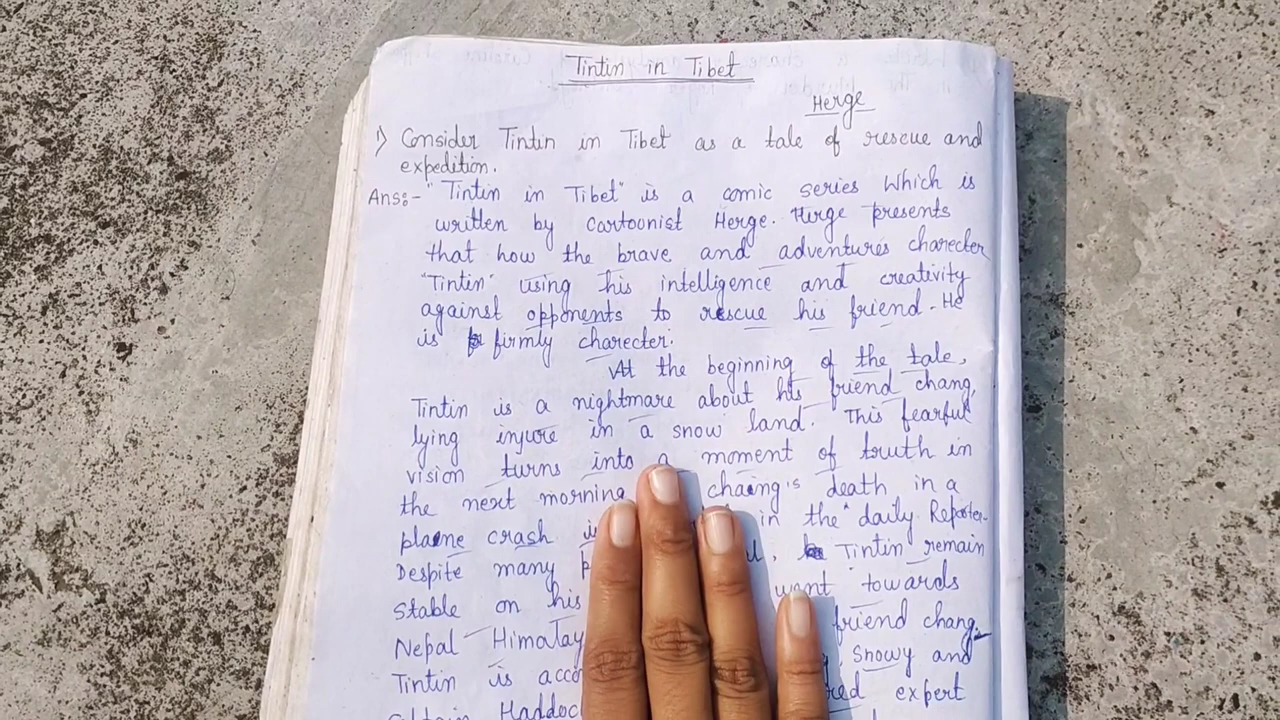 Tintin in Tibet
Herge
1) Consider Tintin in Tibet as a tale of rescue and
expedition.
Ans:- "Tintin in Tibet" is a comic series Which is
written by cartoonist Herge. Herge presents
that how the brave and adventures charecter
"Tintin" using his intelligence and creativity
against opponents to rescue his friend. He
is firmly charecter.
At the beginning of the tale,
Tintin is a nightmare about his friend chang,
lying injure in a snow land. This fearful
vision turns into a moment of truth in
the next morning chaing's death in a
plane crash in the "daily Reporter.
Despite many Tintin remain
stable on his want towards
Nepal Himalay friend chang.
Tintin is acco Snowy and
Haddoc expert